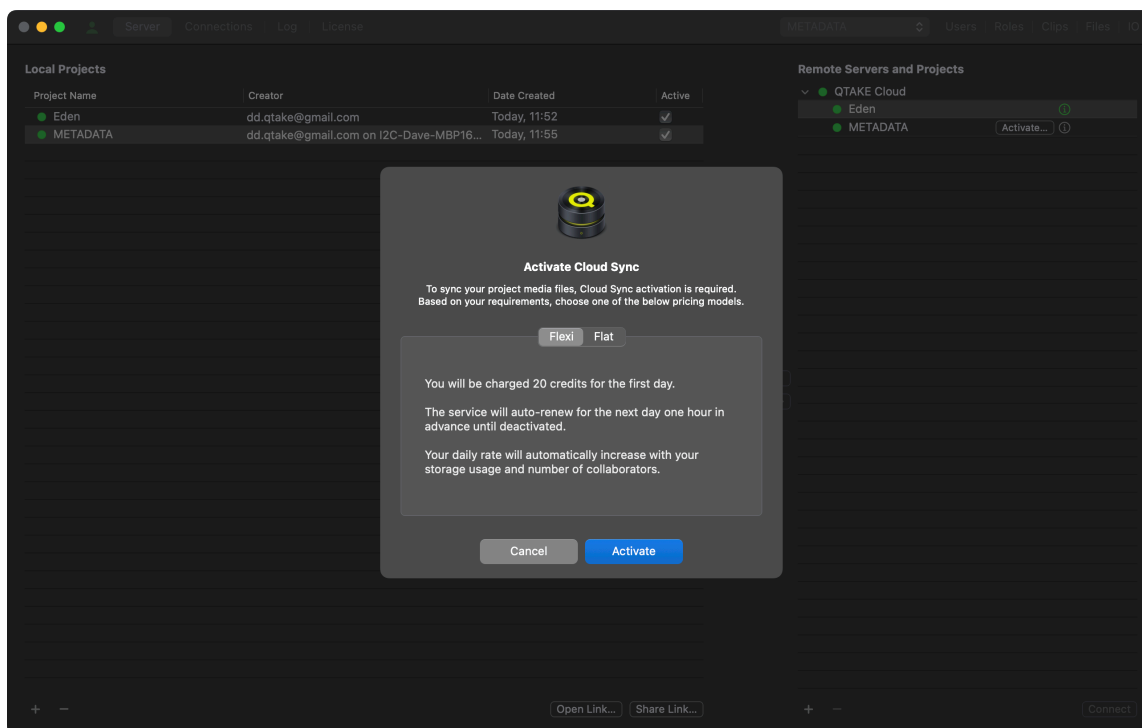 Server Connections Log License METADATA Users Roles Clips Files IO
Local Projects
Project Name Creator Date Created Active
Eden dd.qtake@gmail.com Today, 11:52
METADATA dd.qtake@gmail.com on I2C-Dave-MBP16... Today, 11:55
Remote Servers and Projects
QTAKE Cloud
Eden
METADATA Activate...
Activate Cloud Sync
To sync your project media files, Cloud Sync activation is required.
Based on your requirements, choose one of the below pricing models.
Flexi Flat
You will be charged 20 credits for the first day.
The service will auto-renew for the next day one hour in
advance until deactivated.
Your daily rate will automatically increase with your
storage usage and number of collaborators.
Cancel Activate
+ − Open Link... Share Link... + − Connect